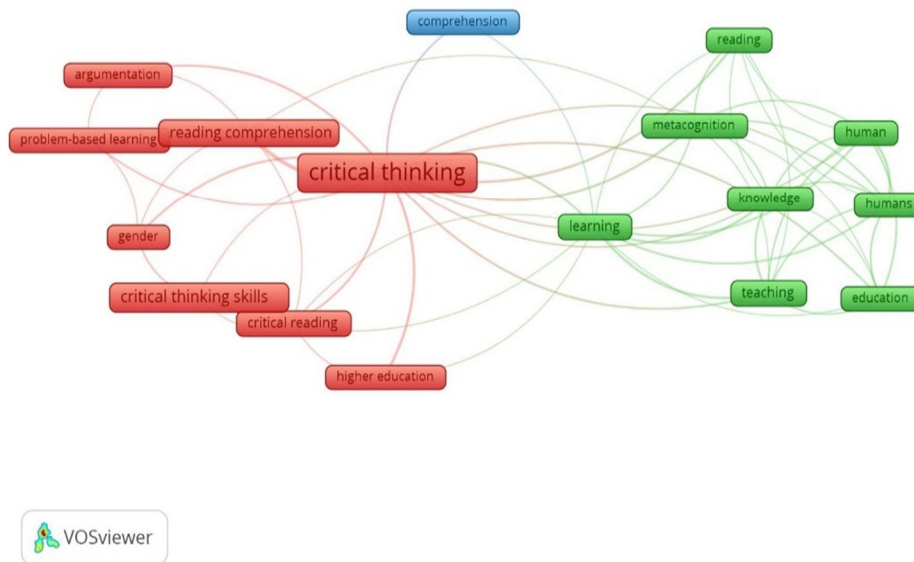 comprehension
reading
argumentation
metacognition
reading comprehension
human
problem-based learning
critical thinking
knowledge
humans
learning
gender
teaching
critical thinking skills
education
critical reading
higher education
VOSviewer